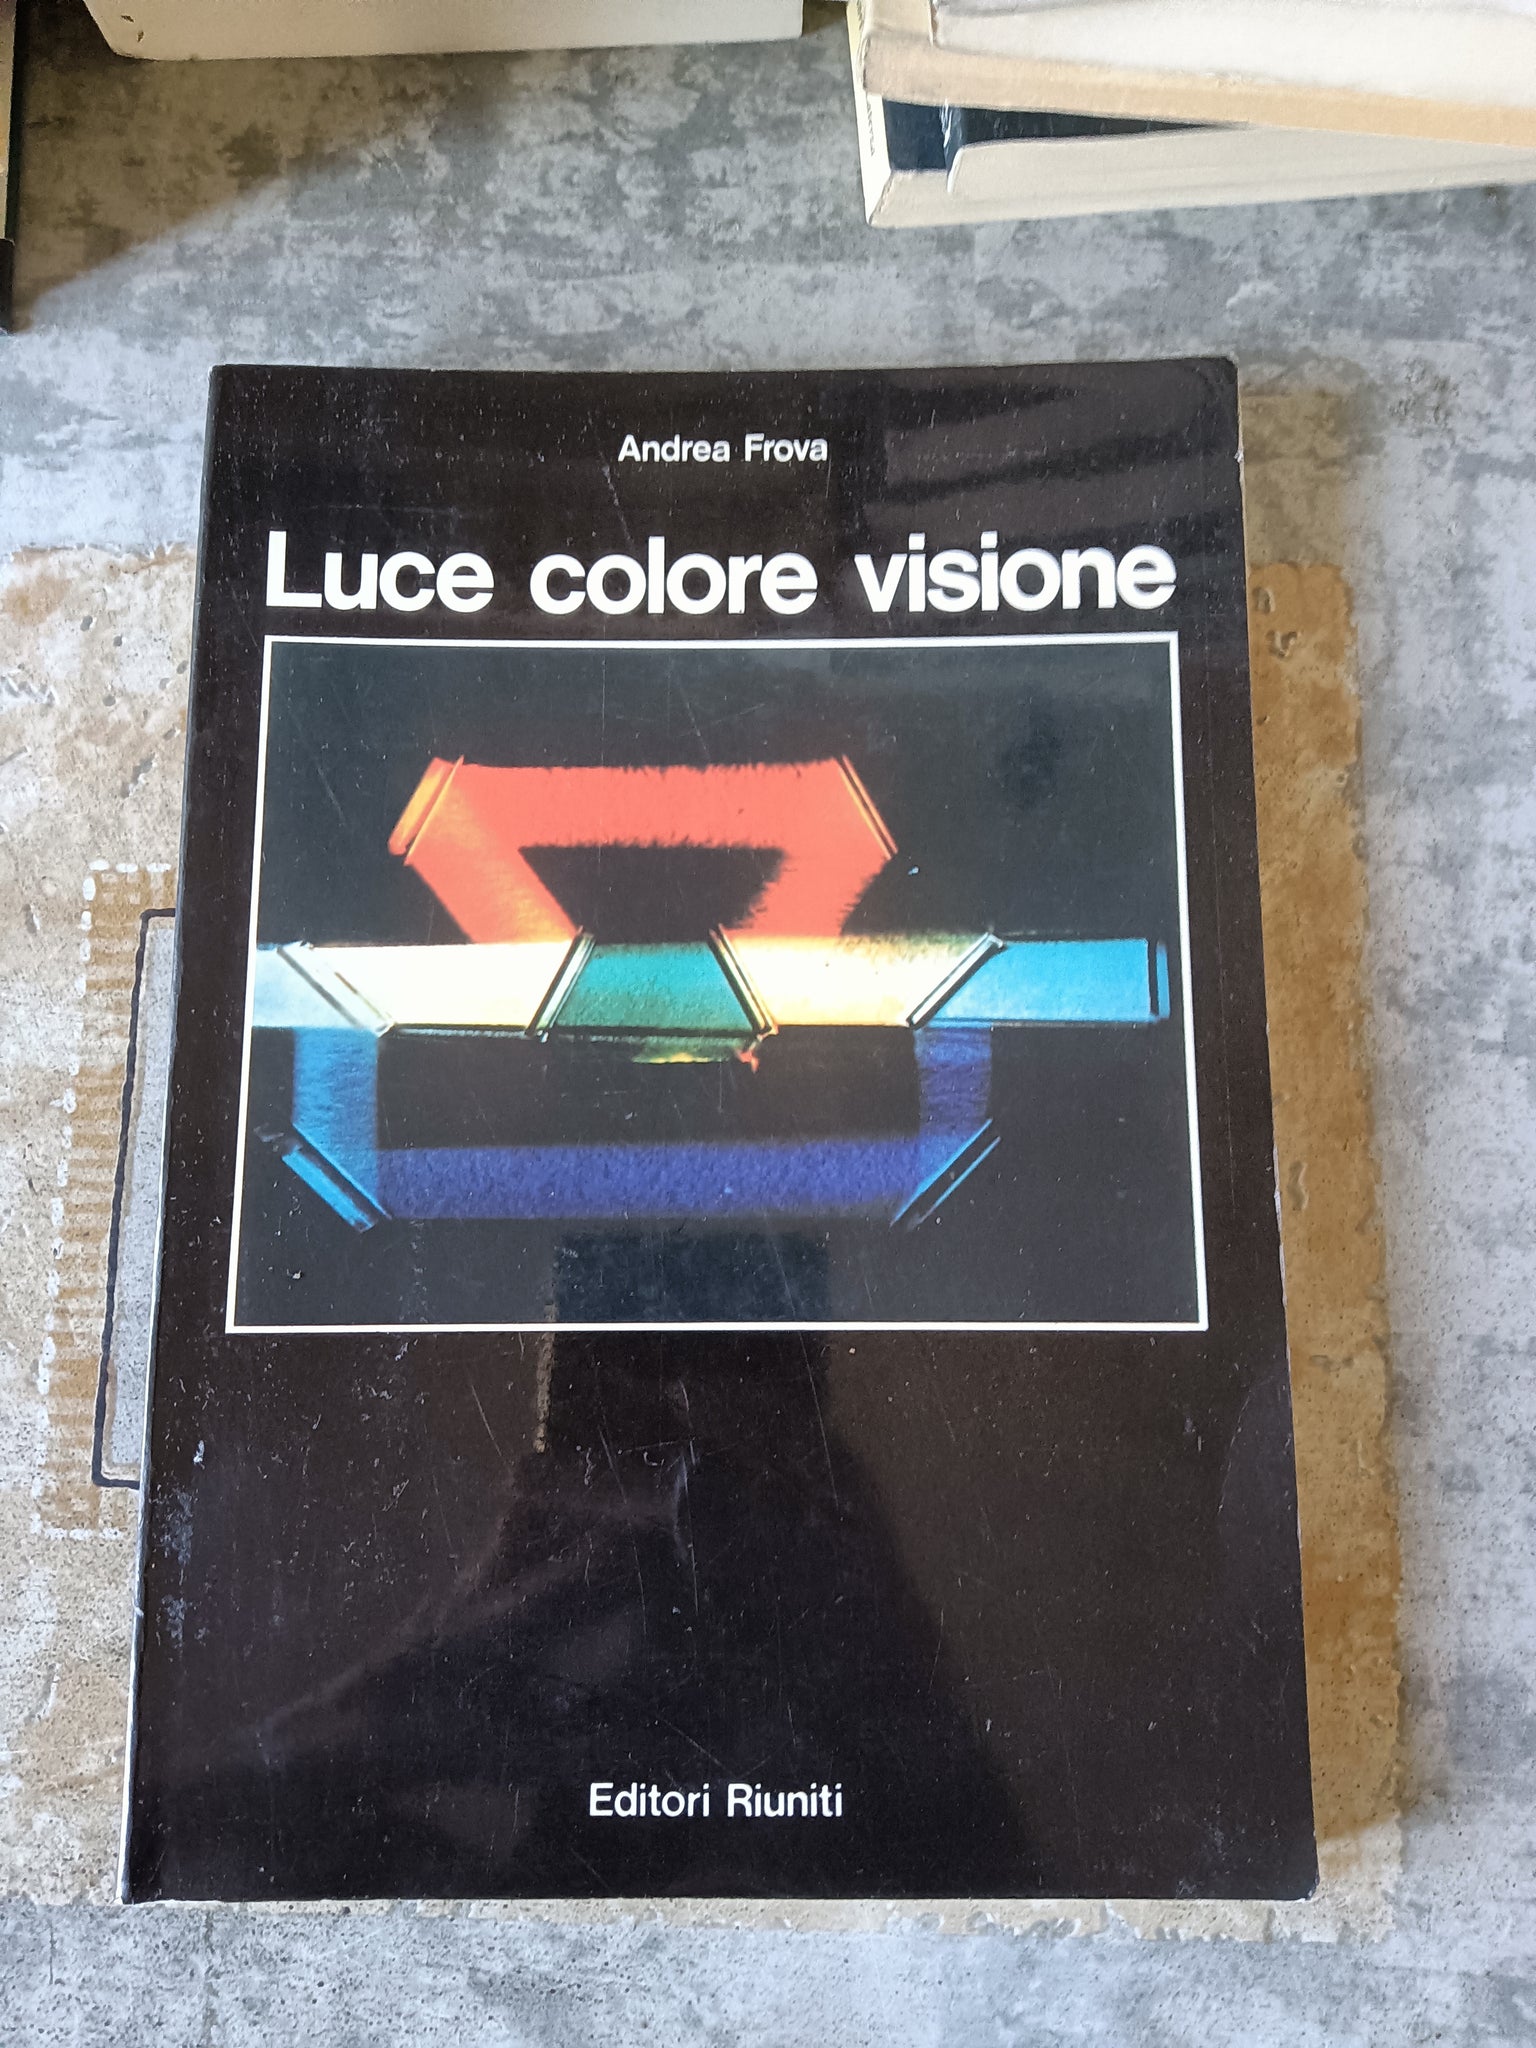 Andrea Frova
Luce colore visione
Editori Riuniti